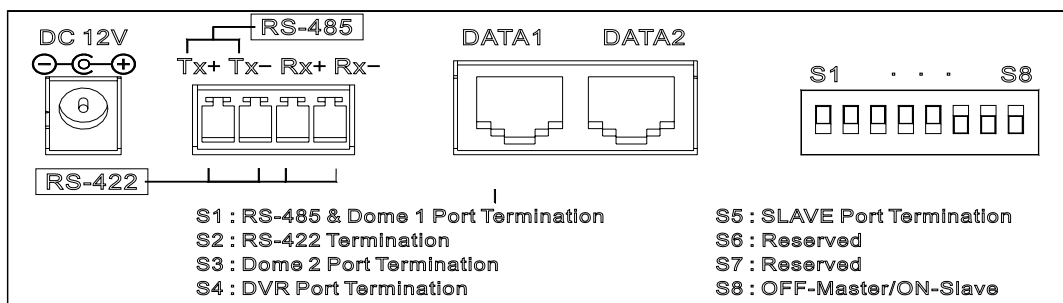 RS-485
DC 12V
Tx+ Tx− Rx+ Rx−
DATA1 DATA2
S1 · · · S8
RS-422
S1 : RS-485 & Dome 1 Port Termination
S2 : RS-422 Termination
S3 : Dome 2 Port Termination
S4 : DVR Port Termination
S5 : SLAVE Port Termination
S6 : Reserved
S7 : Reserved
S8 : OFF-Master/ON-Slave